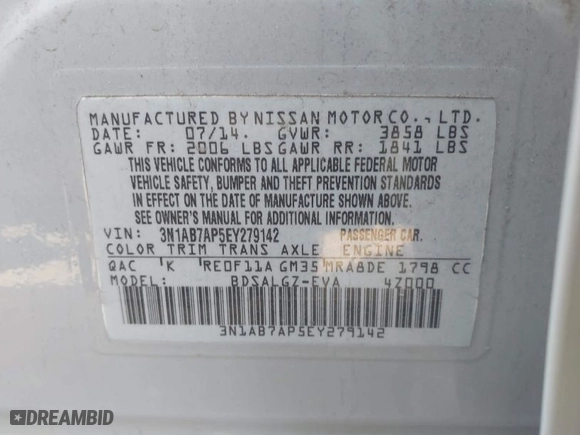 MANUFACTURED BY NISSAN MOTOR CO., LTD.
DATE: 07/14. GVWR: 3858 LBS
GAWR FR: 2006 LBS GAWR RR: 1841 LBS
THIS VEHICLE CONFORMS TO ALL APPLICABLE FEDERAL MOTOR
VEHICLE SAFETY, BUMPER AND THEFT PREVENTION STANDARDS
IN EFFECT ON THE DATE OF MANUFACTURE SHOWN ABOVE.
SEE OWNER'S MANUAL FOR ADDITIONAL INFORMATION.
VIN: 3N1AB7AP5EY279142 PASSENGER CAR.
COLOR TRIM TRANS AXLE ENGINE
QAC K RE0F11A GM35 MRA8DE 1798 CC
MODEL: BDSALGZ-EVA 4Z000
3N1AB7AP5EY279142
DREAMBID